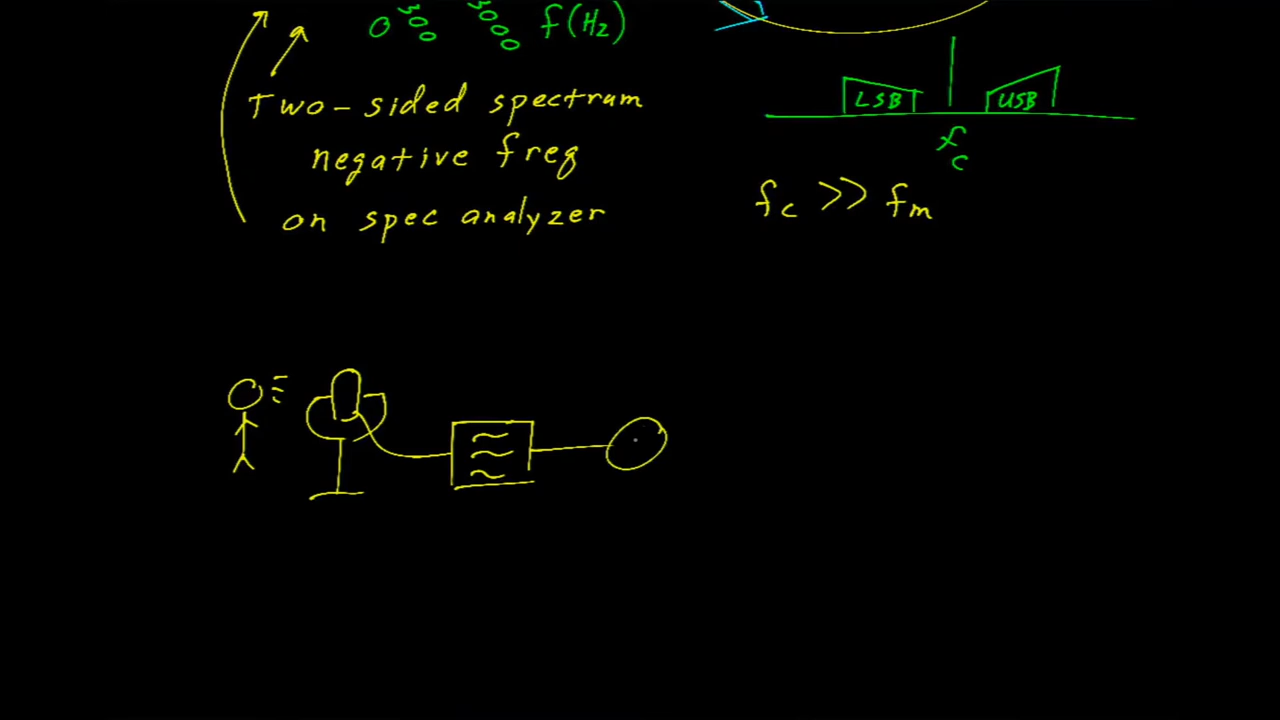 0 300 3000 f(Hz)
Two-sided spectrum
negative freq
on spec analyzer
LSB USB
fc
fc >> fm